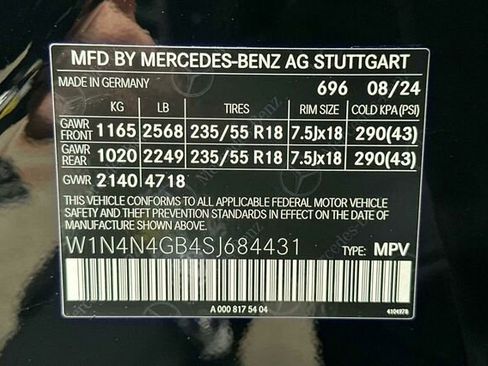 MFD BY MERCEDES-BENZ AG STUTTGART
MADE IN GERMANY 696 08/24
KG LB TIRES RIM SIZE COLD KPA (PSI)
GAWR FRONT 1165 2568 235/55 R18 7.5Jx18 290(43)
GAWR REAR 1020 2249 235/55 R18 7.5Jx18 290(43)
GVWR 2140 4718
THIS VEHICLE CONFORMS TO ALL APPLICABLE FEDERAL MOTOR VEHICLE
SAFETY BUMPER, AND THEFT PREVENTION STANDARDS IN EFFECT ON
THE DATE OF MANUFACTURE SHOWN ABOVE.
W1N4N4GB4SJ684431 TYPE: MPV
A 000 817 54 04